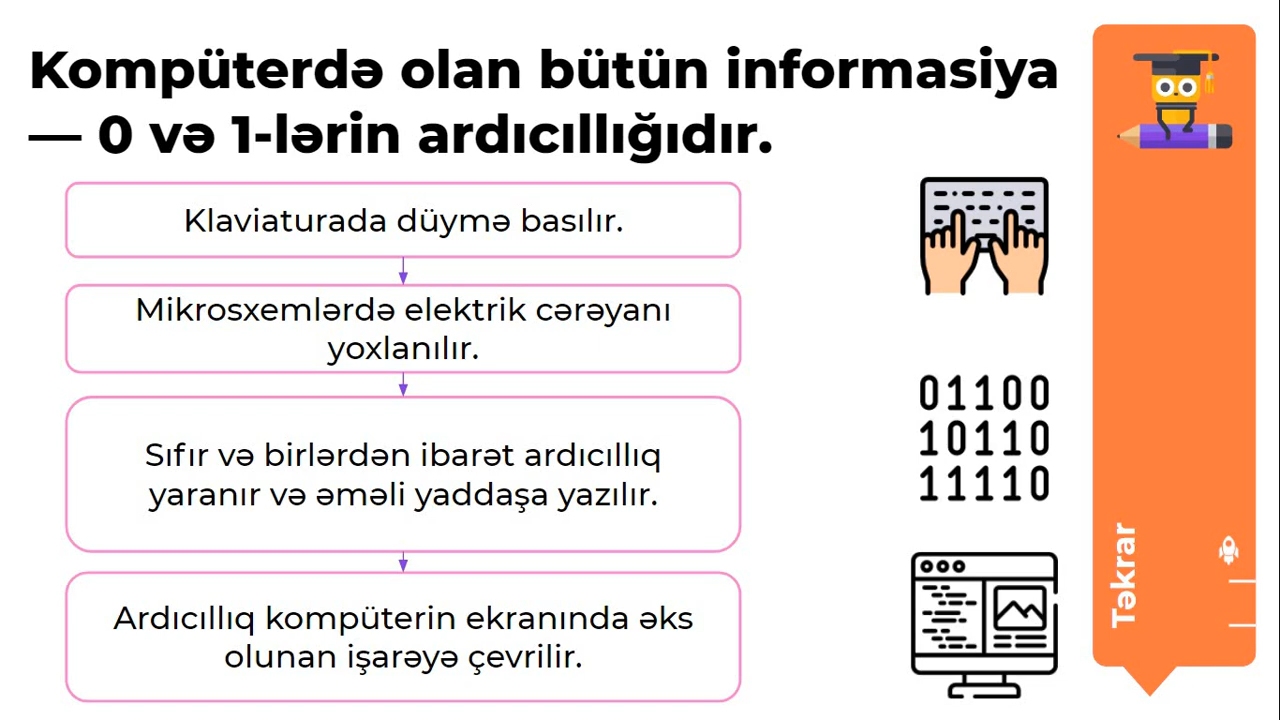 Kompüterdə olan bütün informasiya
— 0 və 1-lərin ardıcıllığıdır.
Klaviaturada düymə basılır.
Mikrosxemlərdə elektrik cərəyanı
yoxlanılır.
Sıfır və birlərdən ibarət ardıcıllıq
yaranır və əməli yaddaşa yazılır.
Ardıcıllıq kompüterin ekranında əks
olunan işarəyə çevrilir.
01100
10110
11110
Təkrar